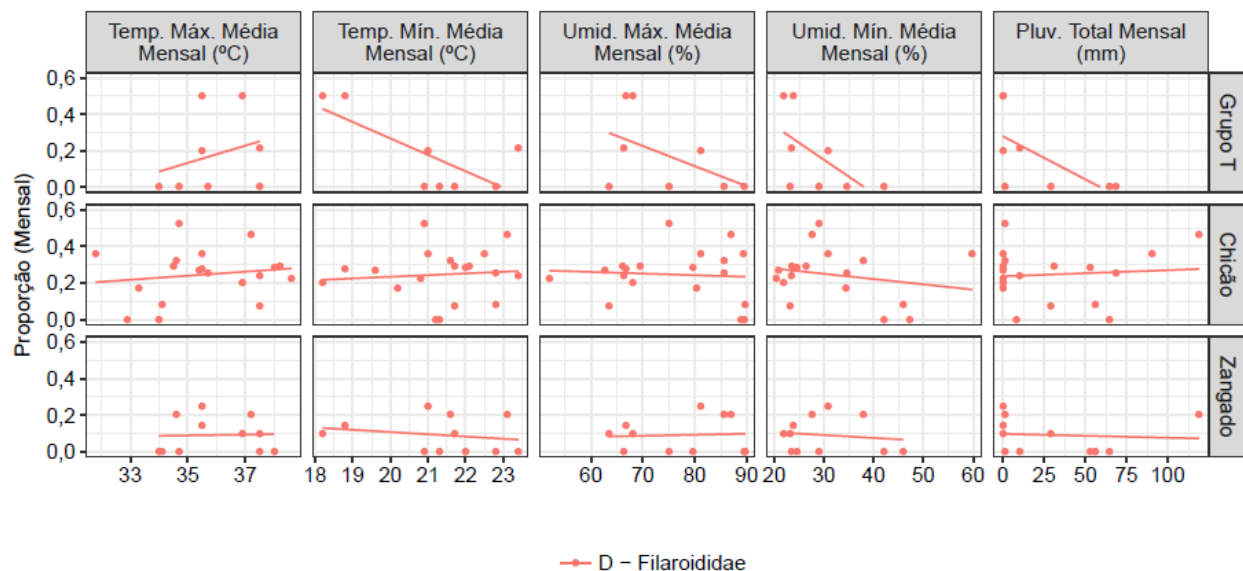 Temp. Máx. Média
Mensal (ºC)
Temp. Mín. Média
Mensal (ºC)
Umid. Máx. Média
Mensal (%)
Umid. Mín. Média
Mensal (%)
Pluv. Total Mensal
(mm)
Proporção (Mensal)
0,6
0,4
0,2
0,0
Grupo T
0,6
0,4
0,2
0,0
Chicão
0,6
0,4
0,2
0,0
Zangado
33 35 37
18 19 20 21 22 23
60 70 80 90
20 30 40 50 60
0 25 50 75 100
D − Filaroididae